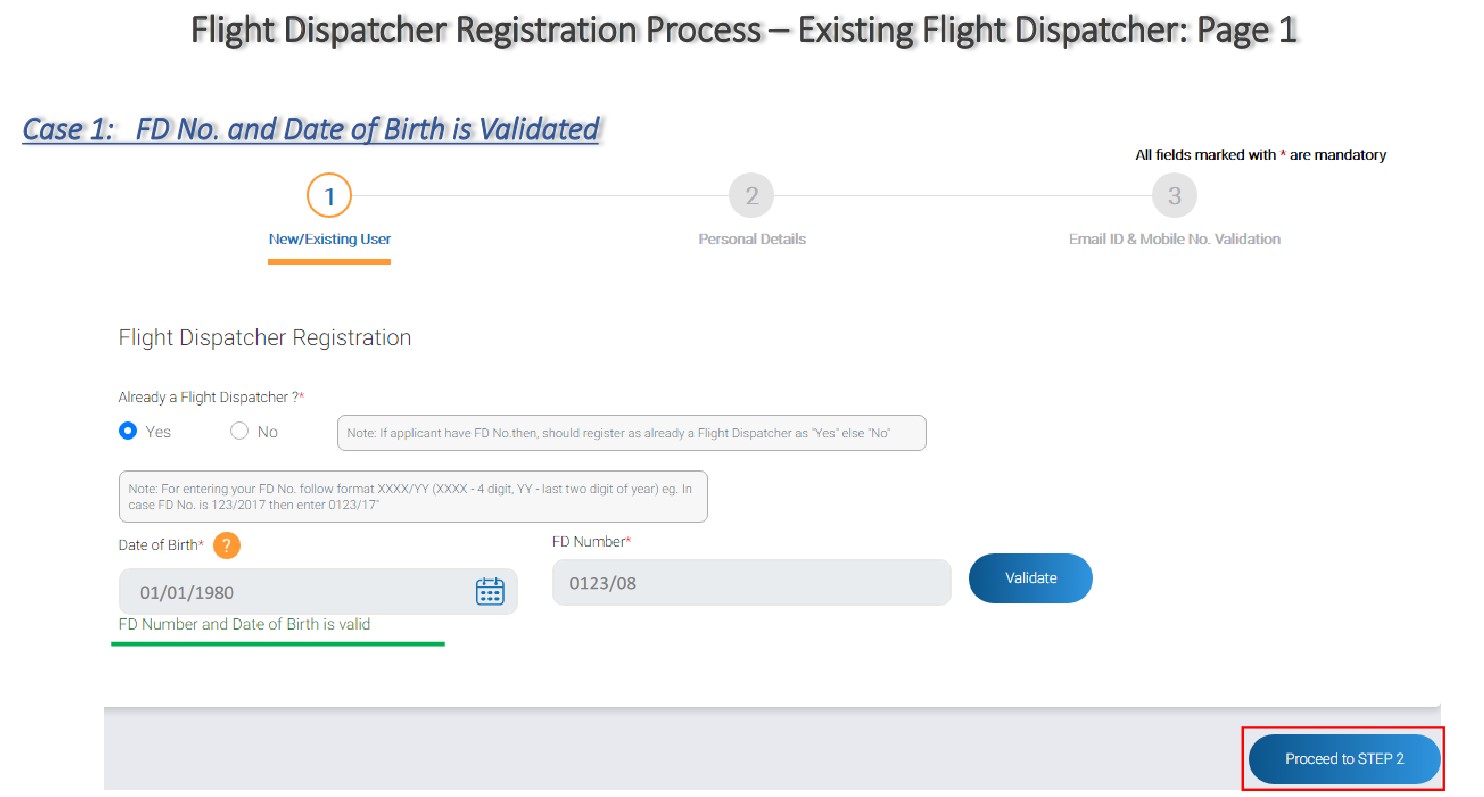 Flight Dispatcher Registration Process – Existing Flight Dispatcher: Page 1
Case 1: FD No. and Date of Birth is Validated
All fields marked with * are mandatory
1
2
3
New/Existing User
Personal Details
Email ID & Mobile No. Validation
Flight Dispatcher Registration
Already a Flight Dispatcher ?*
Yes
No
Note: If applicant have FD No.then, should register as already a Flight Dispatcher as "Yes" else "No"
Note: For entering your FD No. follow format XXXX/YY (XXXX - 4 digit, YY - last two digit of year) eg. In
case FD No. is 123/2017 then enter 0123/17"
Date of Birth* ?
FD Number*
01/01/1980
0123/08
Validate
FD Number and Date of Birth is valid
Proceed to STEP 2